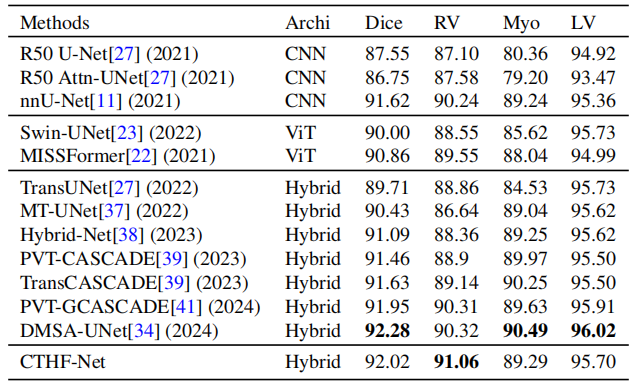 Methods Archi Dice RV Myo LV
R50 U-Net[27] (2021) CNN 87.55 87.10 80.36 94.92
R50 Attn-UNet[27] (2021) CNN 86.75 87.58 79.20 93.47
nnU-Net[11] (2021) CNN 91.62 90.24 89.24 95.36
Swin-UNet[23] (2022) ViT 90.00 88.55 85.62 95.73
MISSFormer[22] (2021) ViT 90.86 89.55 88.04 94.99
TransUNet[27] (2022) Hybrid 89.71 88.86 84.53 95.73
MT-UNet[37] (2022) Hybrid 90.43 86.64 89.04 95.62
Hybrid-Net[38] (2023) Hybrid 91.09 88.36 89.25 95.62
PVT-CASCADE[39] (2023) Hybrid 91.46 88.9 89.97 95.50
TransCASCADE[39] (2023) Hybrid 91.63 89.14 90.25 95.50
PVT-GCASCADE[41] (2024) Hybrid 91.95 90.31 89.63 95.91
DMSA-UNet[34] (2024) Hybrid 92.28 90.32 90.49 96.02
CTHF-Net Hybrid 92.02 91.06 89.29 95.70